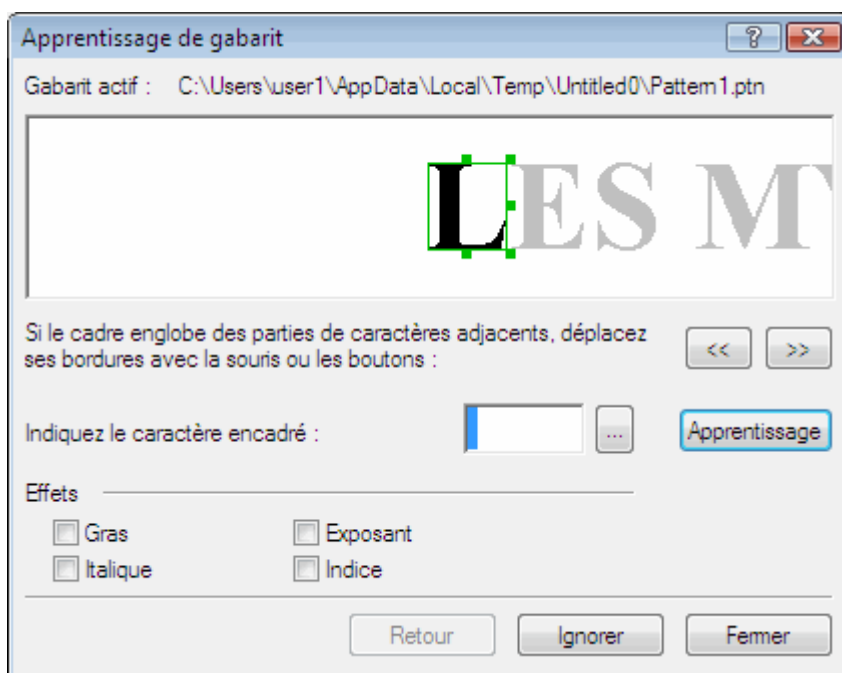 Apprentissage de gabarit
Gabarit actif : C:\Users\user1\AppData\Local\Temp\Untitled0\Pattern1.ptn
LES MY
Si le cadre englobe des parties de caractères adjacents, déplacez
ses bordures avec la souris ou les boutons :
<< >>
Indiquez le caractère encadré : ... Apprentissage
Effets
Gras Exposant
Italique Indice
Retour Ignorer Fermer